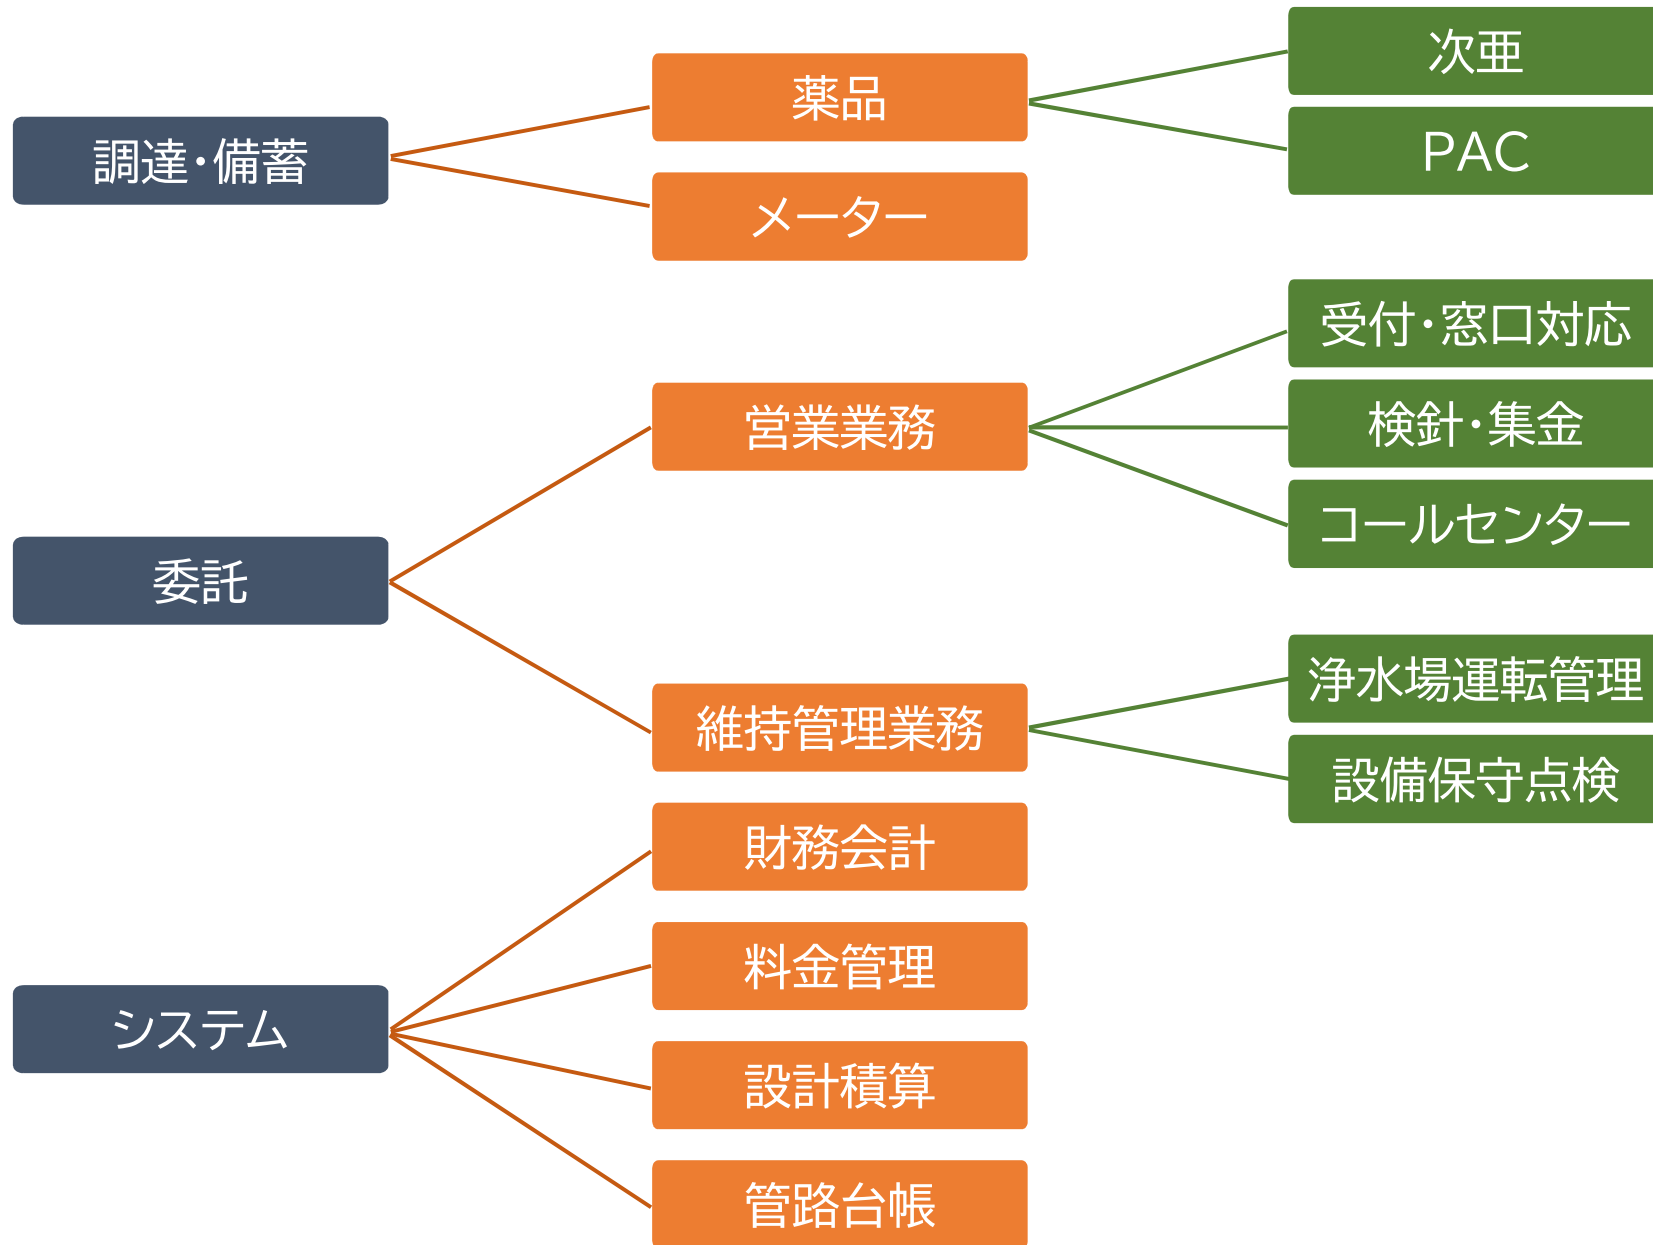 調達・備蓄
薬品
次亜
PAC
メーター
委託
営業業務
受付・窓口対応
検針・集金
コールセンター
維持管理業務
浄水場運転管理
設備保守点検
システム
財務会計
料金管理
設計積算
管路台帳